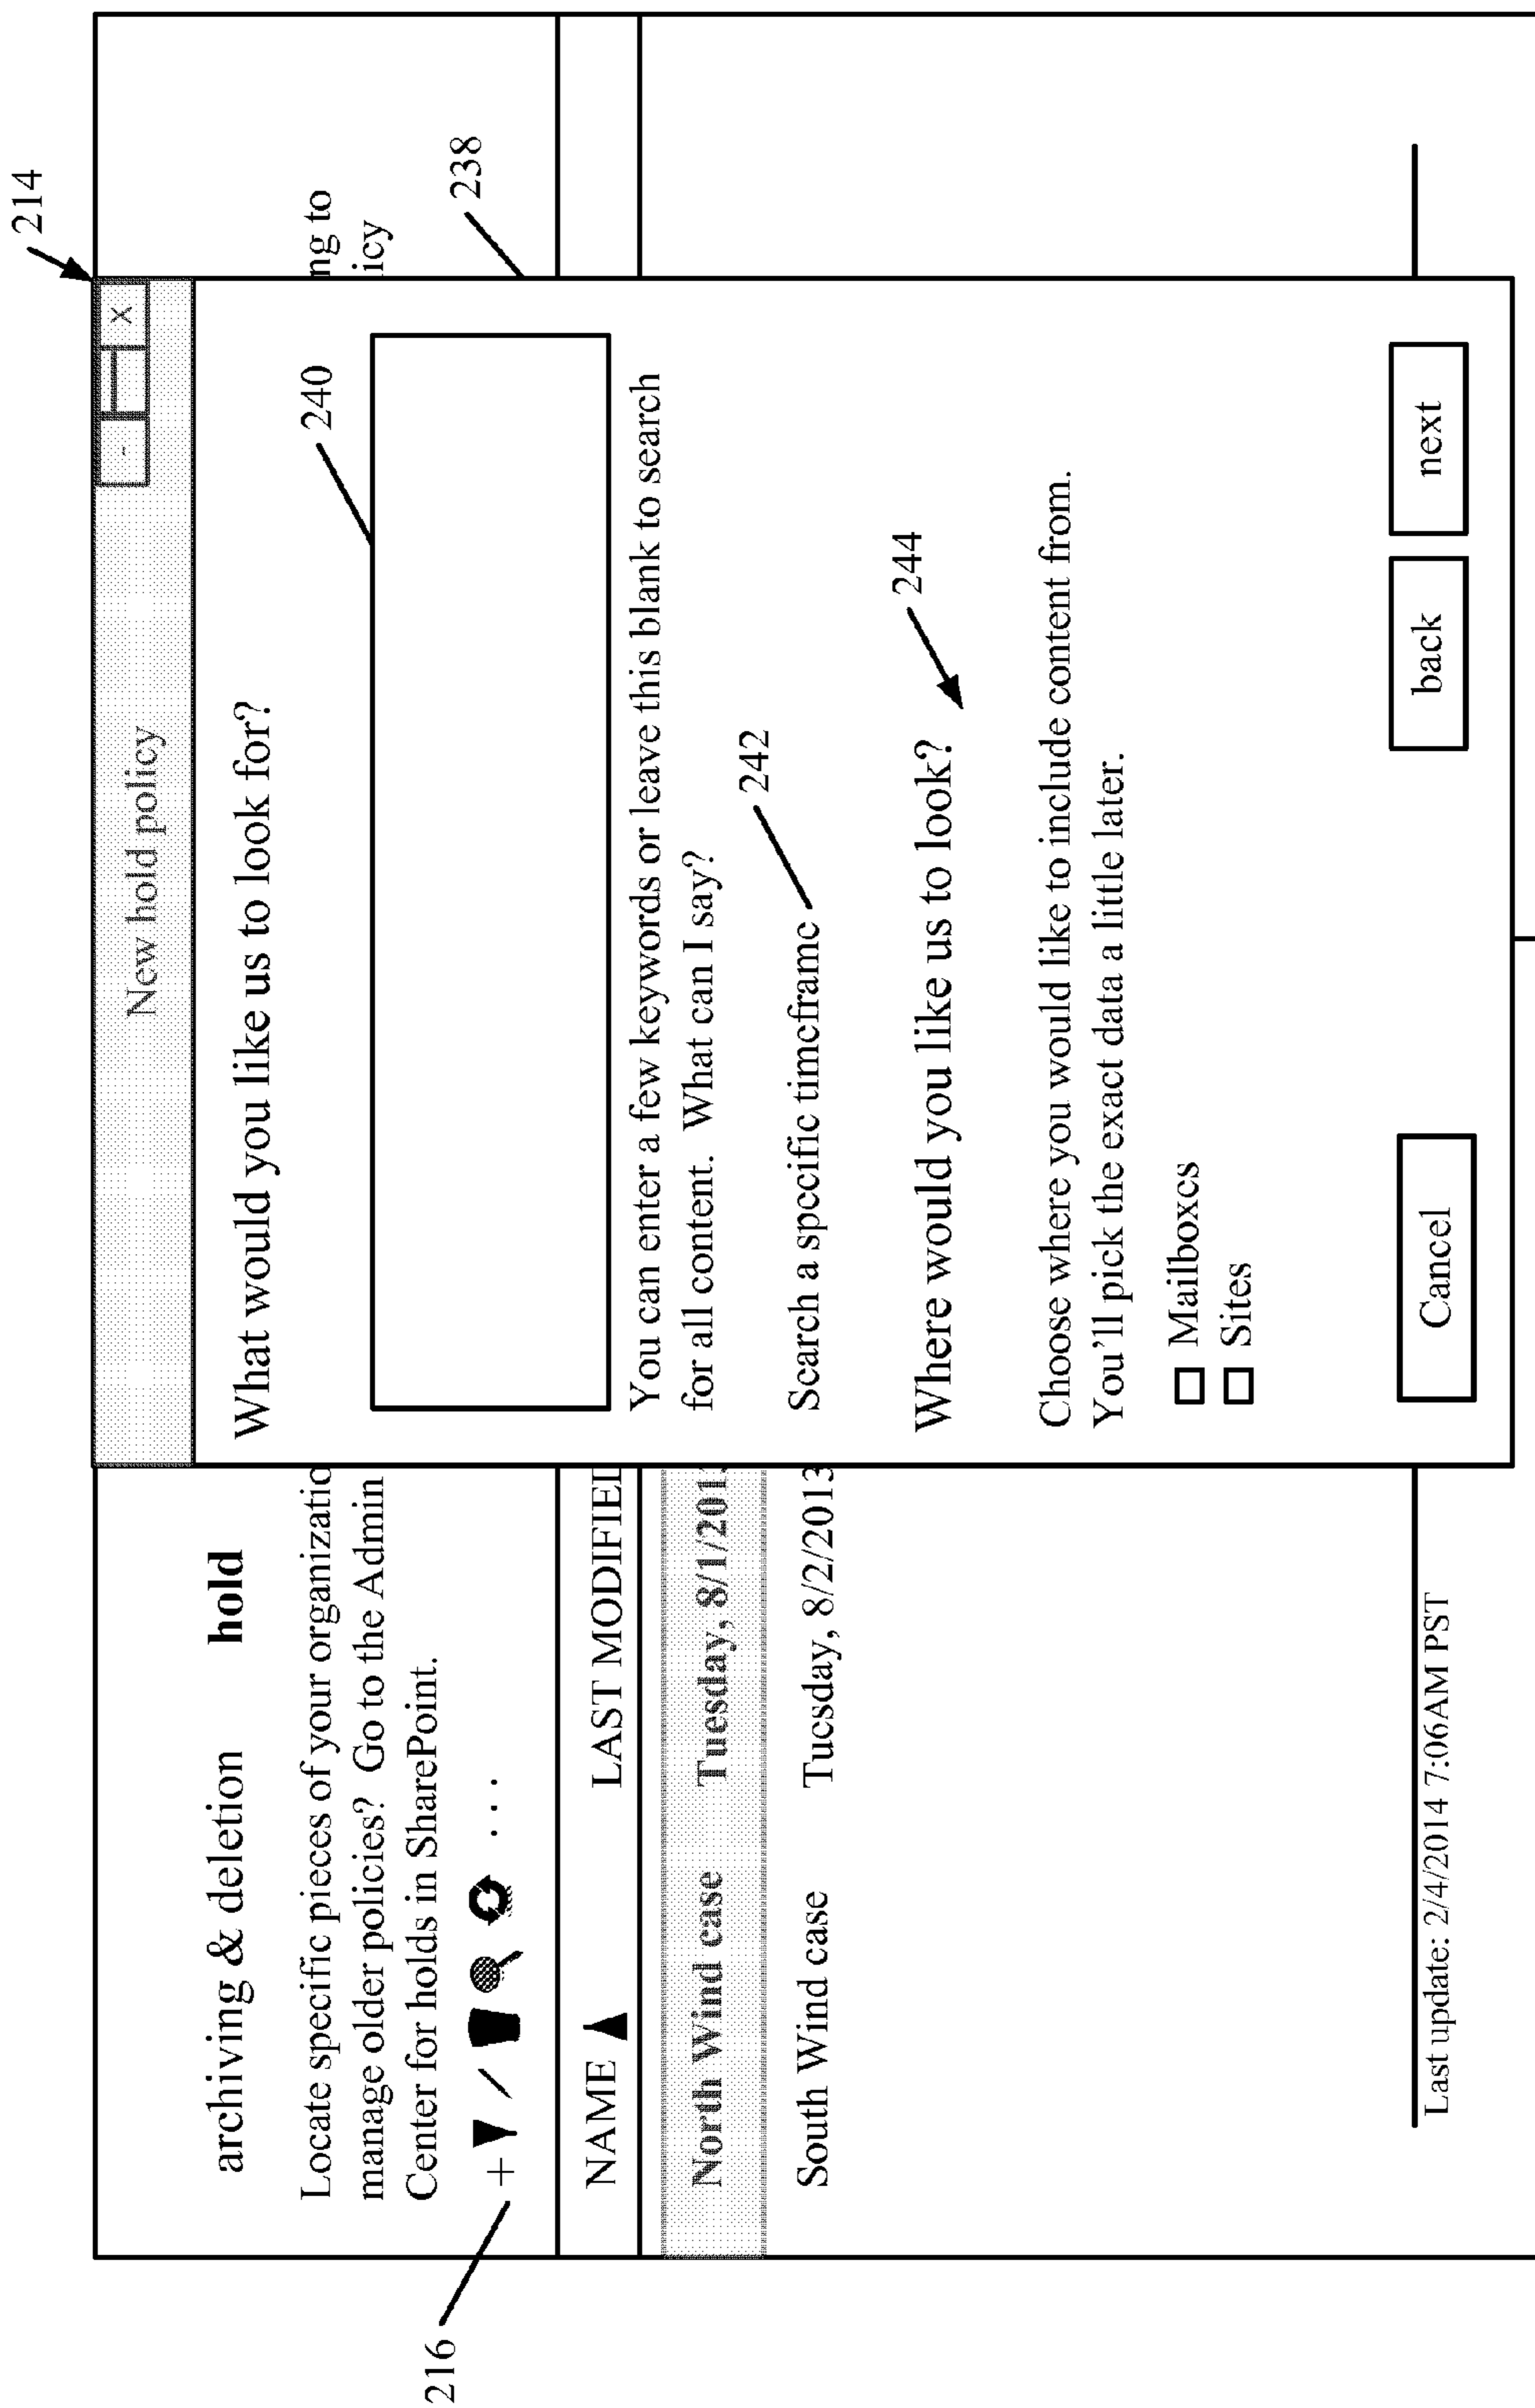 214
archiving & deletion hold
Locate specific pieces of your organizatio
ng to
manage older policies? Go to the Admin
icy
Center for holds in SharePoint.
238
216
+ / ...
NAME LAST MODIFIED
North Wind case Tuesday, 8/1/2013
South Wind case Tuesday, 8/2/2013
Last update: 2/4/2014 7:06AM PST
New hold policy
- X
What would you like us to look for?
240
You can enter a few keywords or leave this blank to search
for all content. What can I say?
242
Search a specific timeframe
244
Where would you like us to look?
Choose where you would like to include content from.
You'll pick the exact data a little later.
Mailboxes
Sites
Cancel back next